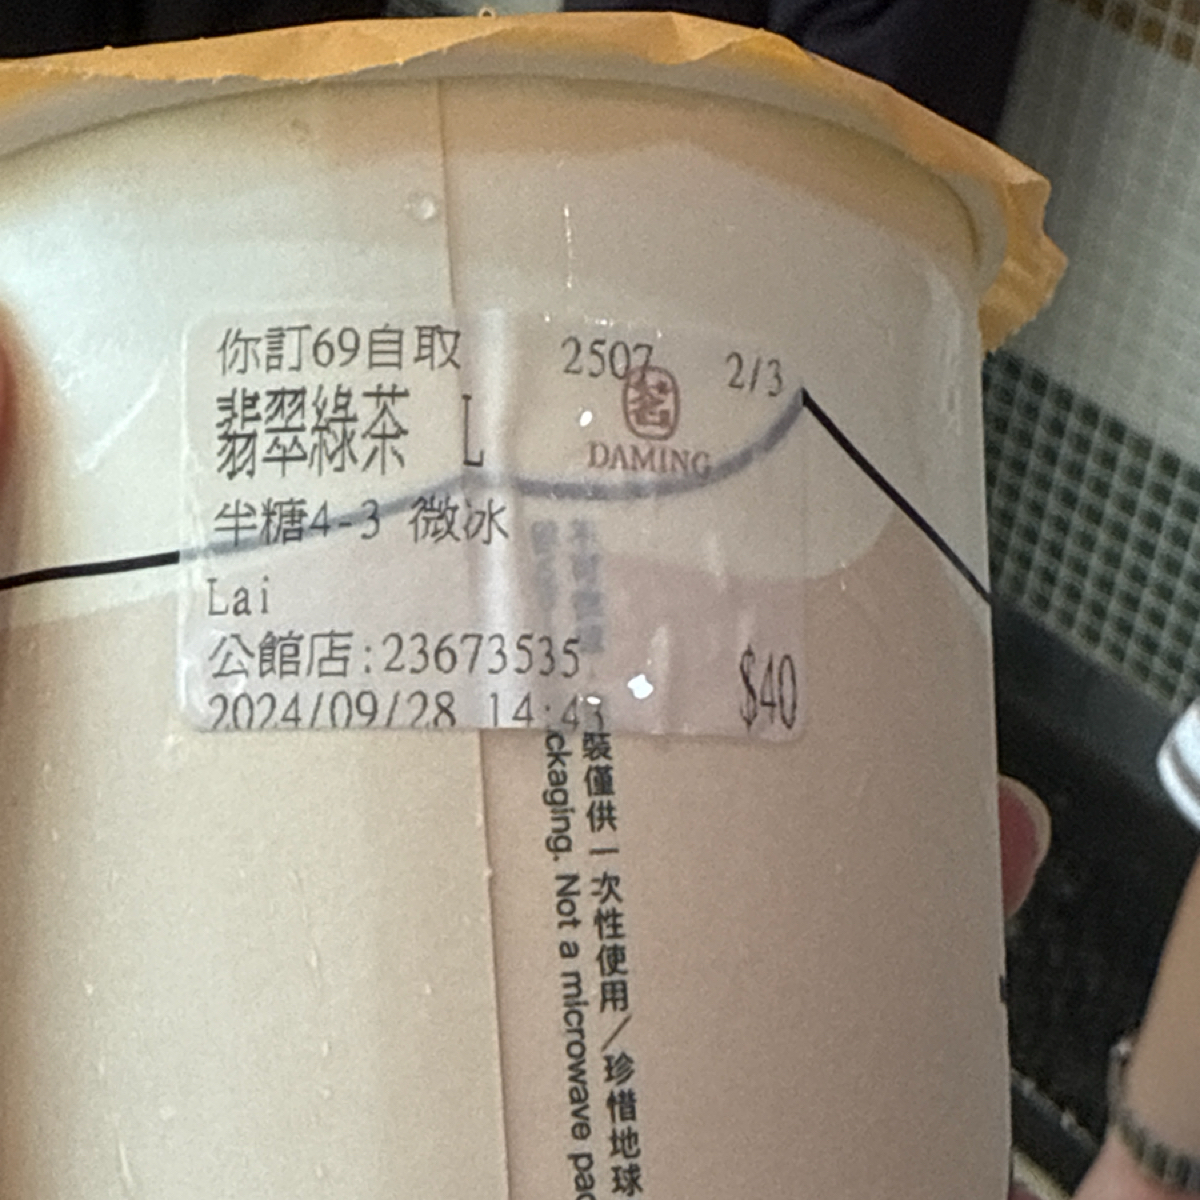 你訂69自取 2507 2/3
翡翠綠茶 L
茗
DAMING
半糖4-3 微冰
Lai
公館店:23673535
$40
2024/09/28 14:43
裝僅供一次性使用／珍惜地球
ckaging. Not a microwave pac